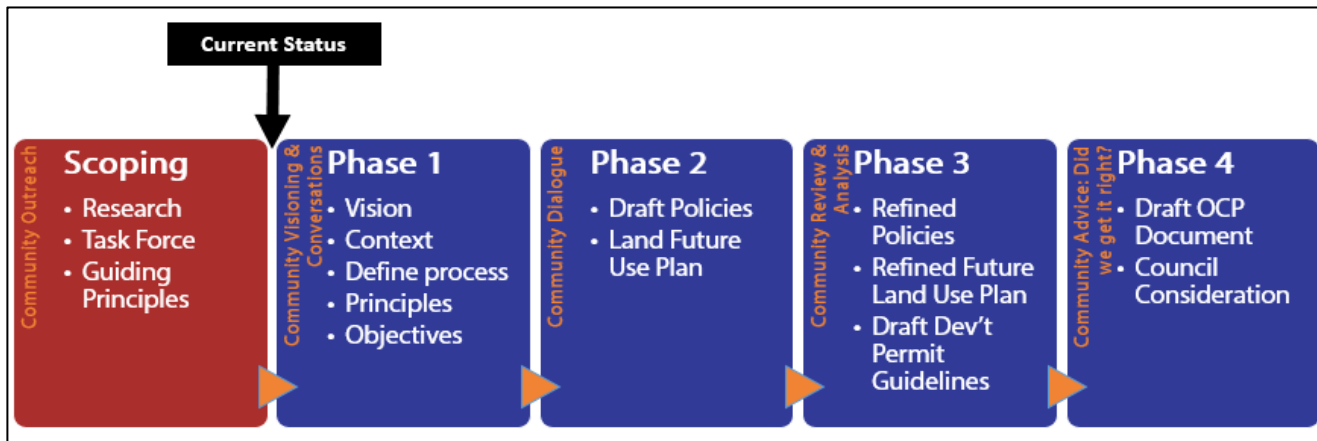 Current Status
Community Outreach
Scoping
• Research
• Task Force
• Guiding
Principles
Community Visioning &
Conversations
Phase 1
• Vision
• Context
• Define process
• Principles
• Objectives
Community Dialogue
Phase 2
• Draft Policies
• Land Future
Use Plan
Community Review &
Analysis
Phase 3
• Refined
Policies
• Refined Future
Land Use Plan
• Draft Dev't
Permit
Guidelines
Community Advice: Did
we get it right?
Phase 4
• Draft OCP
Document
• Council
Consideration